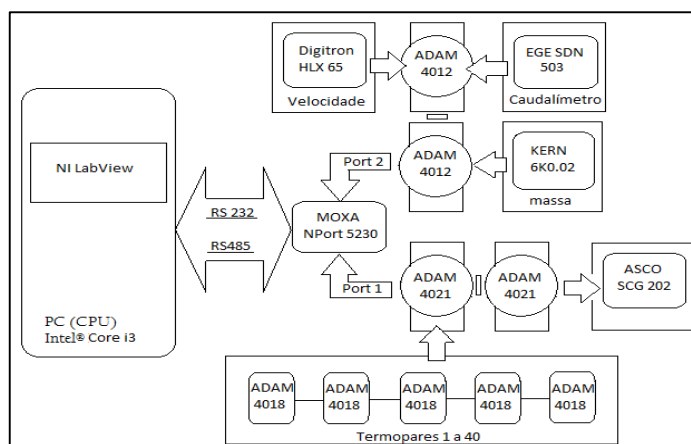 Digitron
HLX 65
Velocidade
ADAM
4012
EGE SDN
503
Caudalímetro
NI LabView
RS 232
RS485
PC (CPU)
Intel® Core i3
MOXA
NPort 5230
Port 2
ADAM
4012
KERN
6K0.02
massa
Port 1
ADAM
4021
ADAM
4021
ASCO
SCG 202
ADAM
4018
ADAM
4018
ADAM
4018
ADAM
4018
ADAM
4018
Termopares 1 a 40